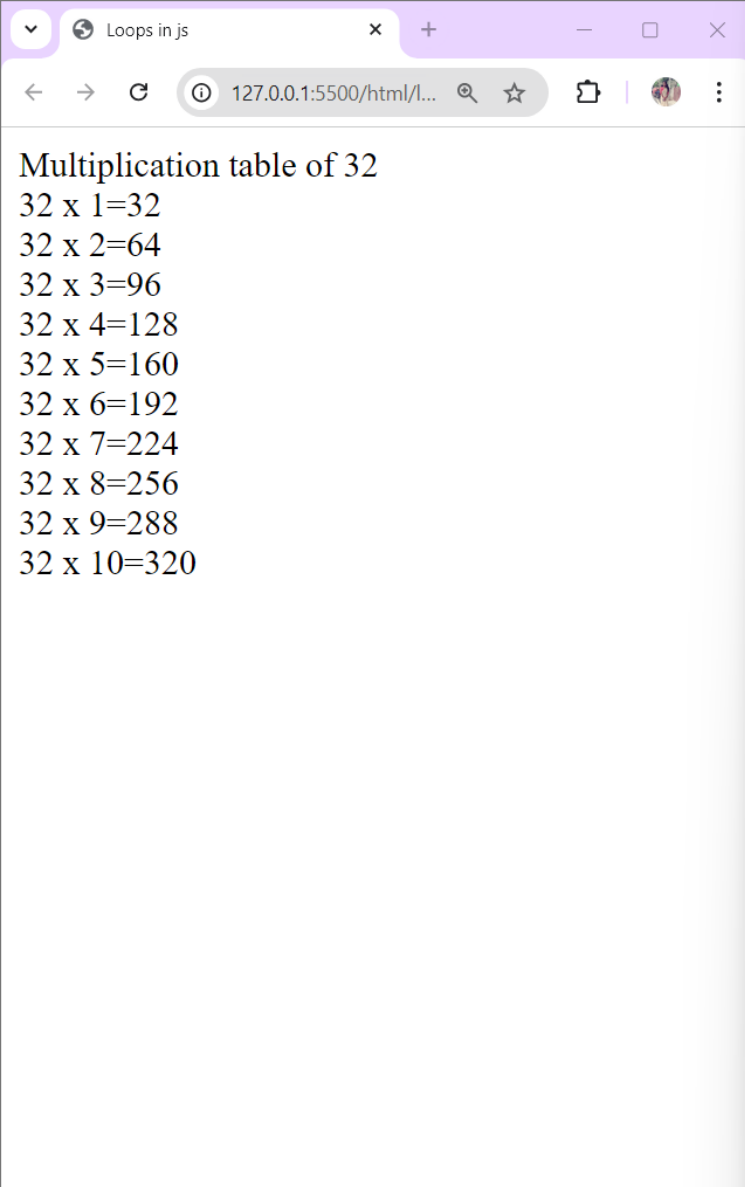 Loops in js
127.0.0.1:5500/html/l...
Multiplication table of 32
32 x 1=32
32 x 2=64
32 x 3=96
32 x 4=128
32 x 5=160
32 x 6=192
32 x 7=224
32 x 8=256
32 x 9=288
32 x 10=320